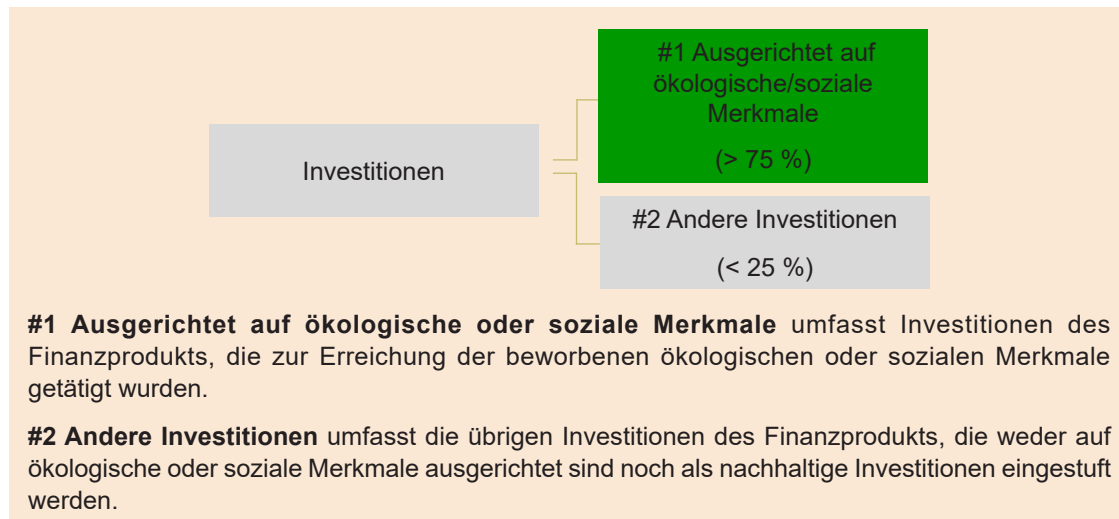 #1 Ausgerichtet auf
ökologische/soziale
Merkmale
(> 75 %)
Investitionen
#2 Andere Investitionen
(< 25 %)
#1 Ausgerichtet auf ökologische oder soziale Merkmale umfasst Investitionen des
Finanzprodukts, die zur Erreichung der beworbenen ökologischen oder sozialen Merkmale
getätigt wurden.
#2 Andere Investitionen umfasst die übrigen Investitionen des Finanzprodukts, die weder auf
ökologische oder soziale Merkmale ausgerichtet sind noch als nachhaltige Investitionen eingestuft
werden.